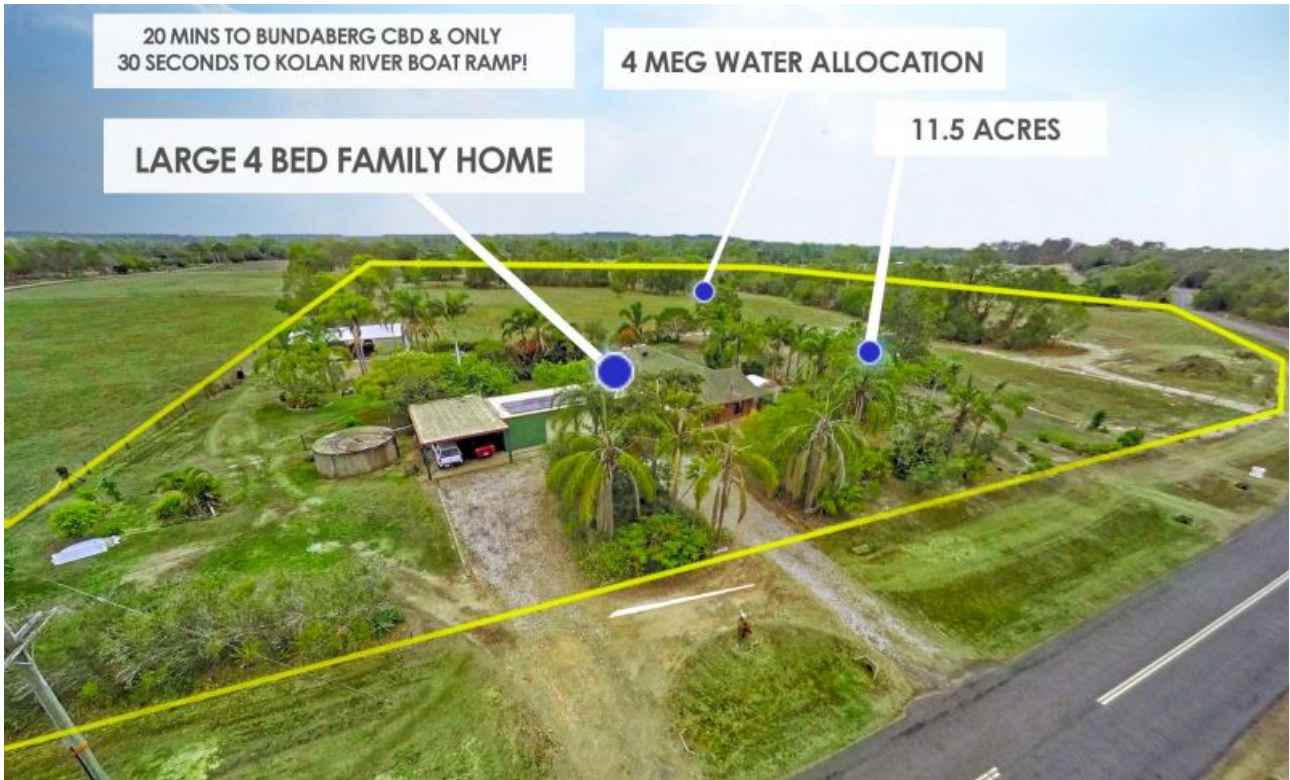 20 MINS TO BUNDABERG CBD & ONLY
30 SECONDS TO KOLAN RIVER BOAT RAMP!
4 MEG WATER ALLOCATION
11.5 ACRES
LARGE 4 BED FAMILY HOME